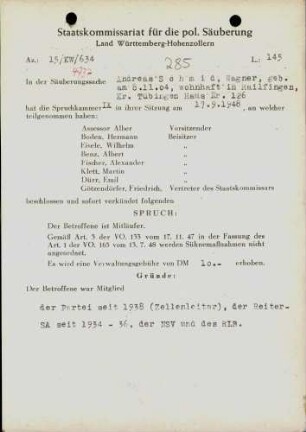 Staatskommissariat für die pol. Säuberung
Land Württemberg-Hohenzollern
Az.: 15/KW/634
285
L.: 145
In der Säuberungssache Andreas S c h m i d, Wagner, geb.
am 8.11.04, wohnhaft in Hailfingen,
Kr. Tübingen Haus Nr. 126
hat die Spruchkammer IX in ihrer Sitzung am 17.9.1948, an welcher
teilgenommen haben:
Assessor Alber Vorsitzender
Boden, Hermann Beisitzer
Eisele, Wilhelm „
Benz, Albert „
Fischer, Alexander „
Klett, Martin „
Dürr, Emil „
Götzendörfer, Friedrich, Vertreter des Staatskommissars
beschlossen und sofort verkündet folgenden
SPRUCH:
Der Betroffene ist Mitläufer.
Gemäß Art. 5 der VO. 133 vom 17. 11. 47 in der Fassung des
Art. 1 der VO. 165 vom 13. 7. 48 werden Sühnemaßnahmen nicht
angeordnet.
Es wird eine Verwaltungsgebühr von DM 10.-- erhoben.
Gründe:
Der Betroffene war Mitglied
der Partei seit 1938 (Zellenleiter), der Reiter-
SA seit 1934 - 36, der NSV und des RLB.